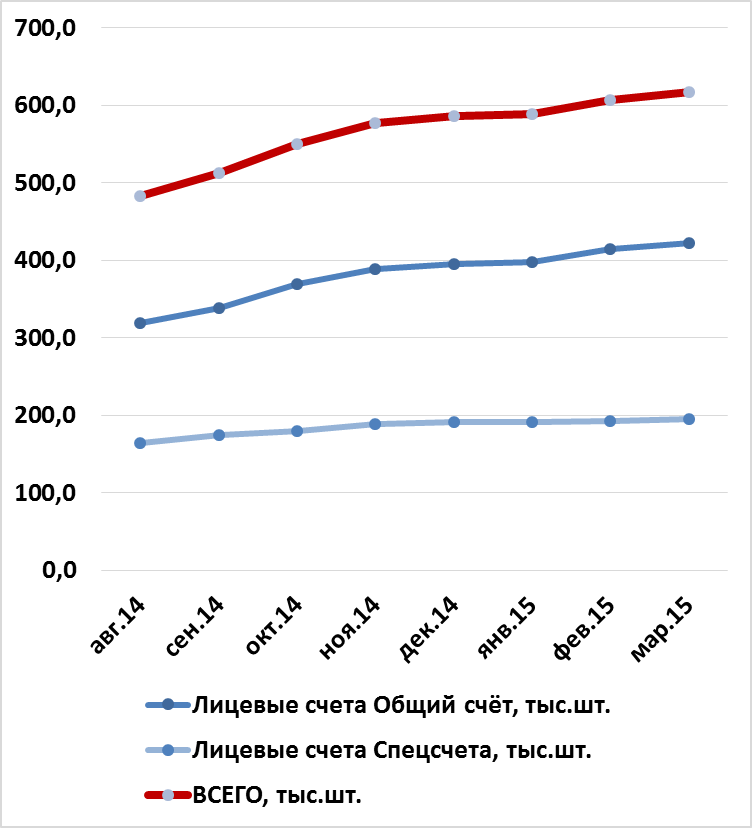 700,0
600,0
500,0
400,0
300,0
200,0
100,0
0,0
авг.14
сен.14
окт.14
ноя.14
дек.14
янв.15
фев.15
мар.15
Лицевые счета Общий счёт, тыс.шт.
Лицевые счета Спецсчета, тыс.шт.
ВСЕГО, тыс.шт.